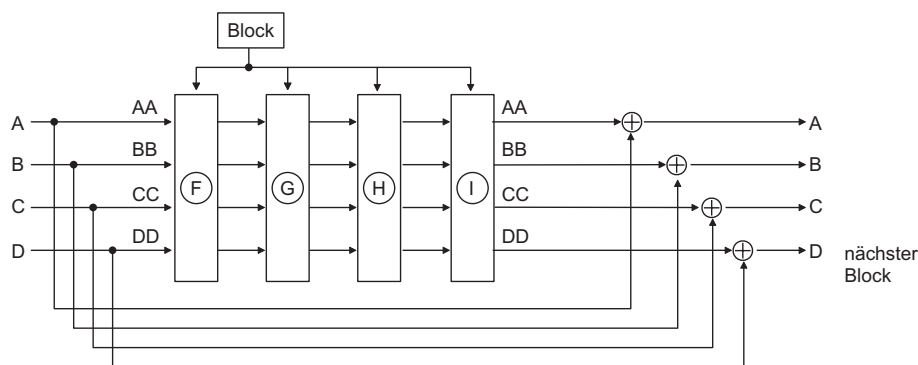 Block
A AA AA A
B BB BB B
C CC F G H I CC C
D DD DD D nächster
Block